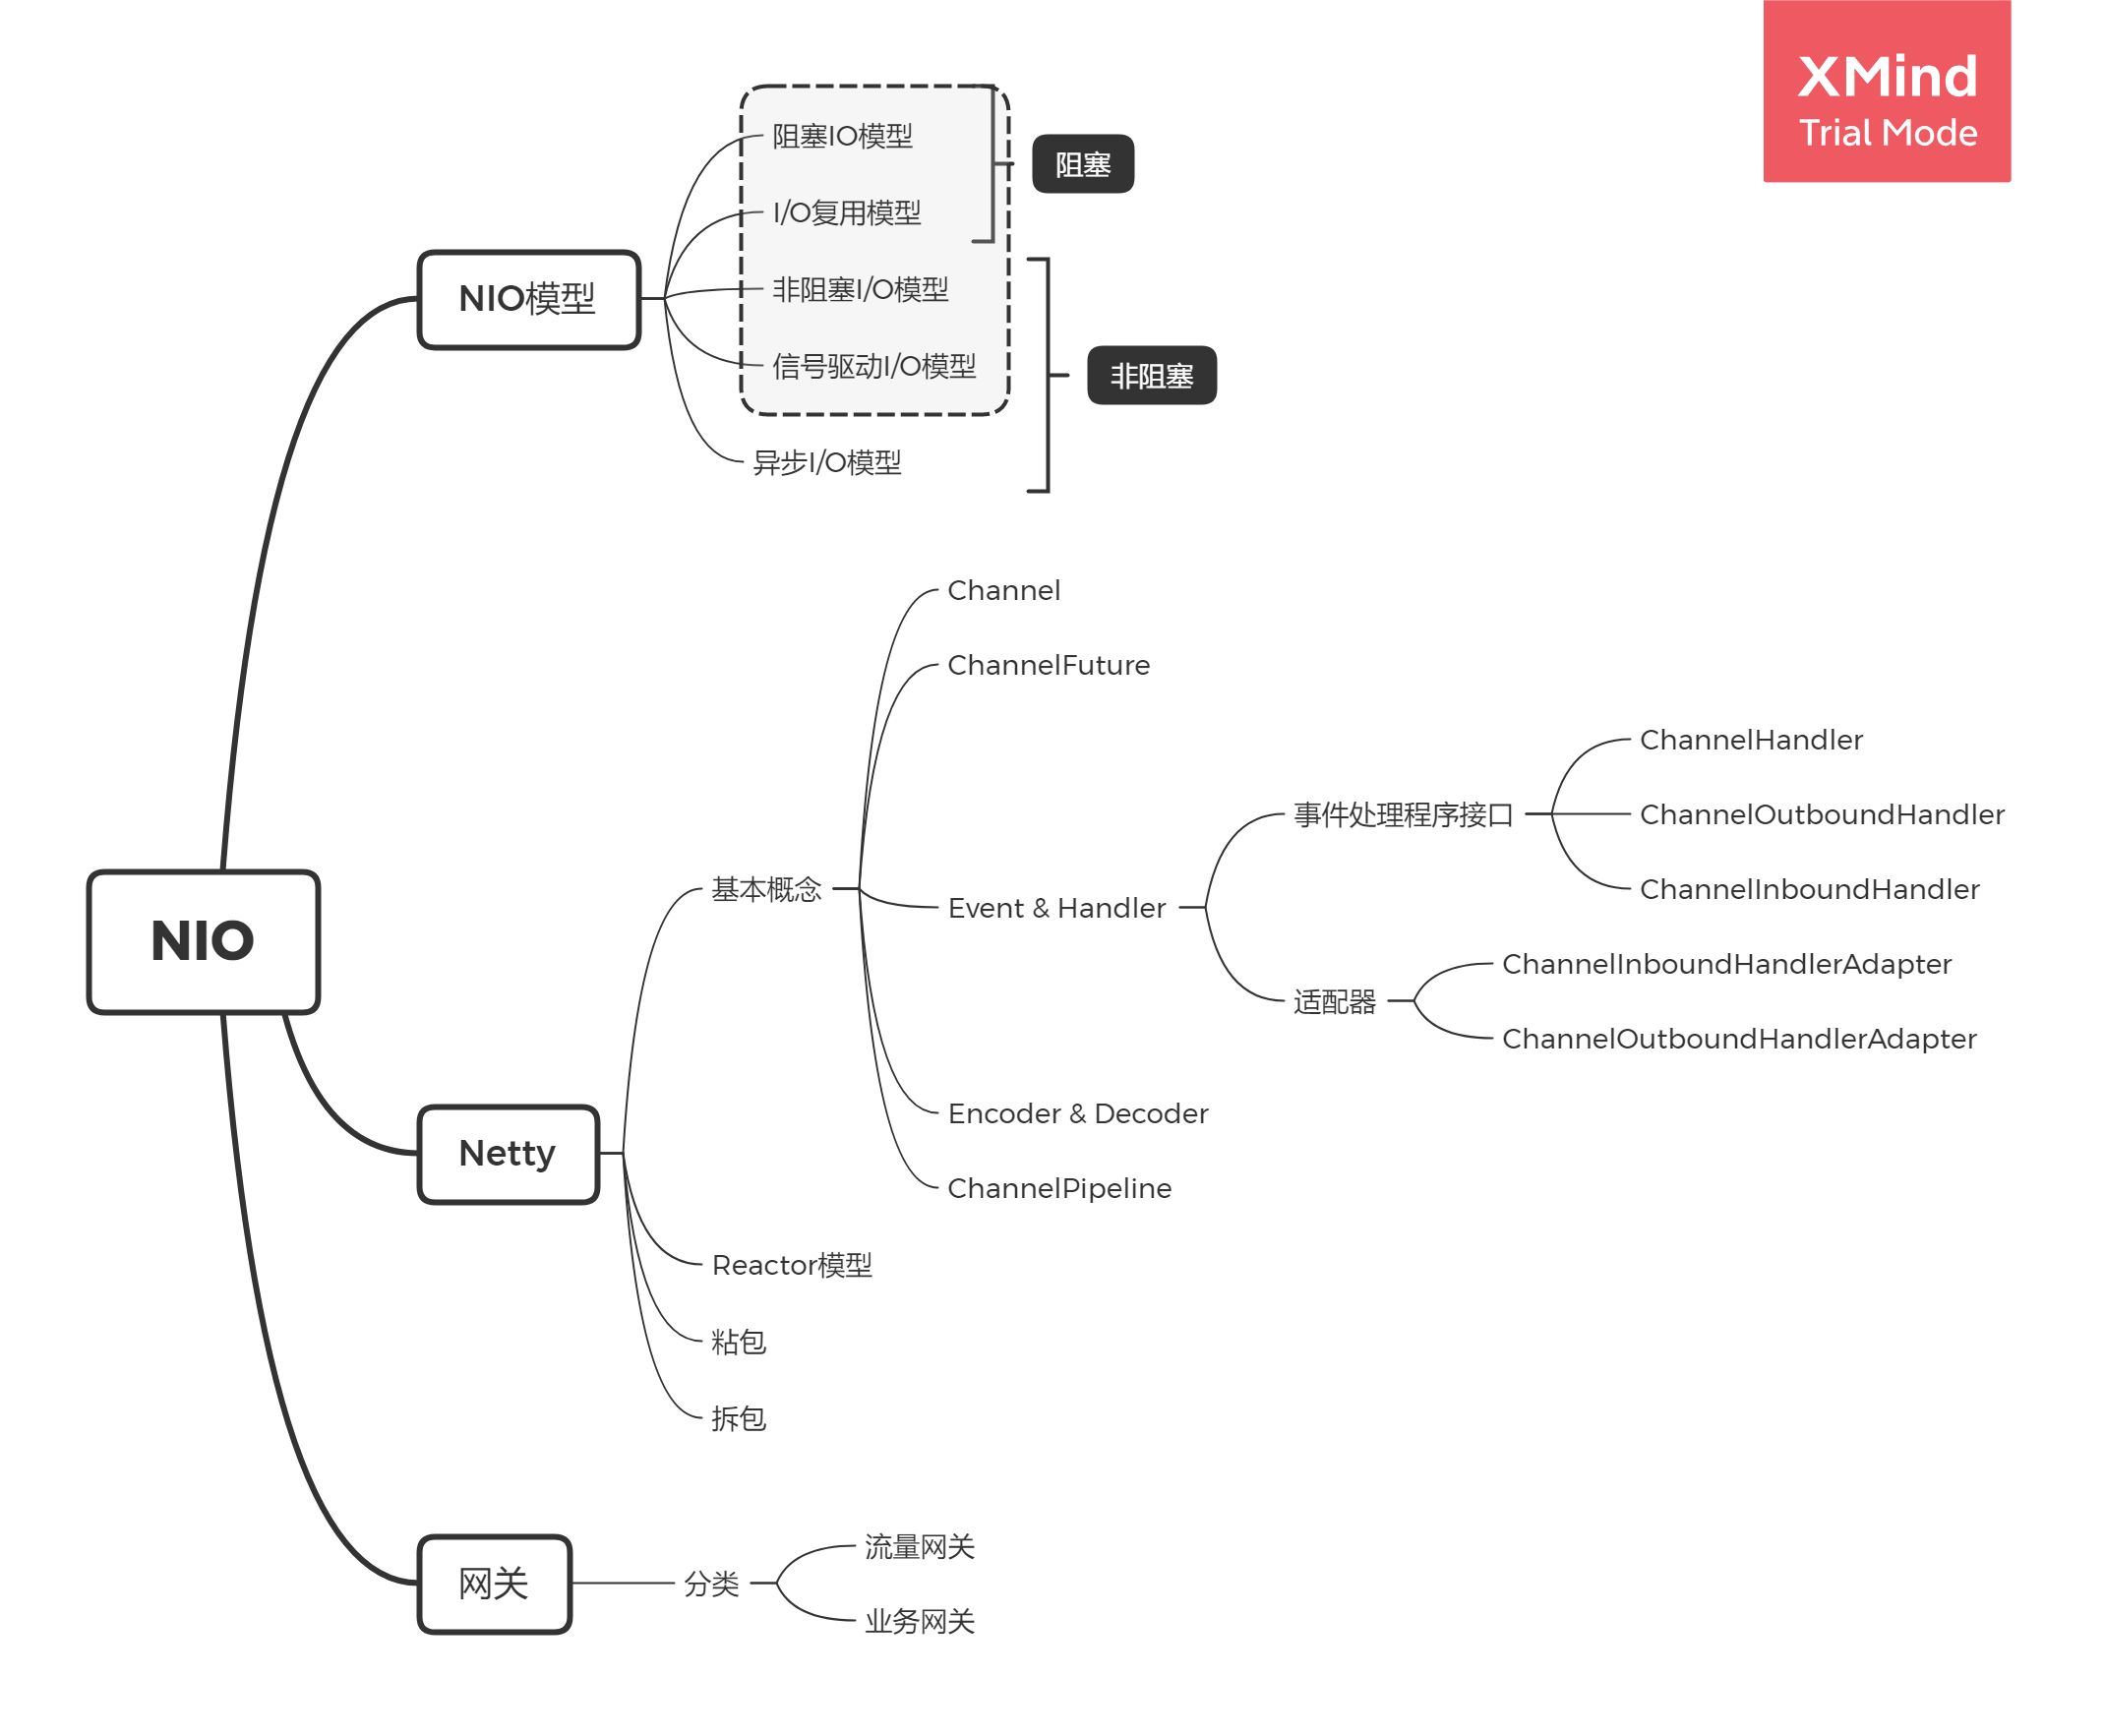 XMind
Trial Mode
阻塞IO模型
阻塞
I/O复用模型
NIO模型
非阻塞I/O模型
信号驱动I/O模型
非阻塞
异步I/O模型
Channel
ChannelFuture
ChannelHandler
事件处理程序接口
ChannelOutboundHandler
ChannelInboundHandler
基本概念
Event & Handler
NIO
ChannelInboundHandlerAdapter
适配器
ChannelOutboundHandlerAdapter
Encoder & Decoder
Netty
ChannelPipeline
Reactor模型
粘包
拆包
流量网关
网关
分类
业务网关